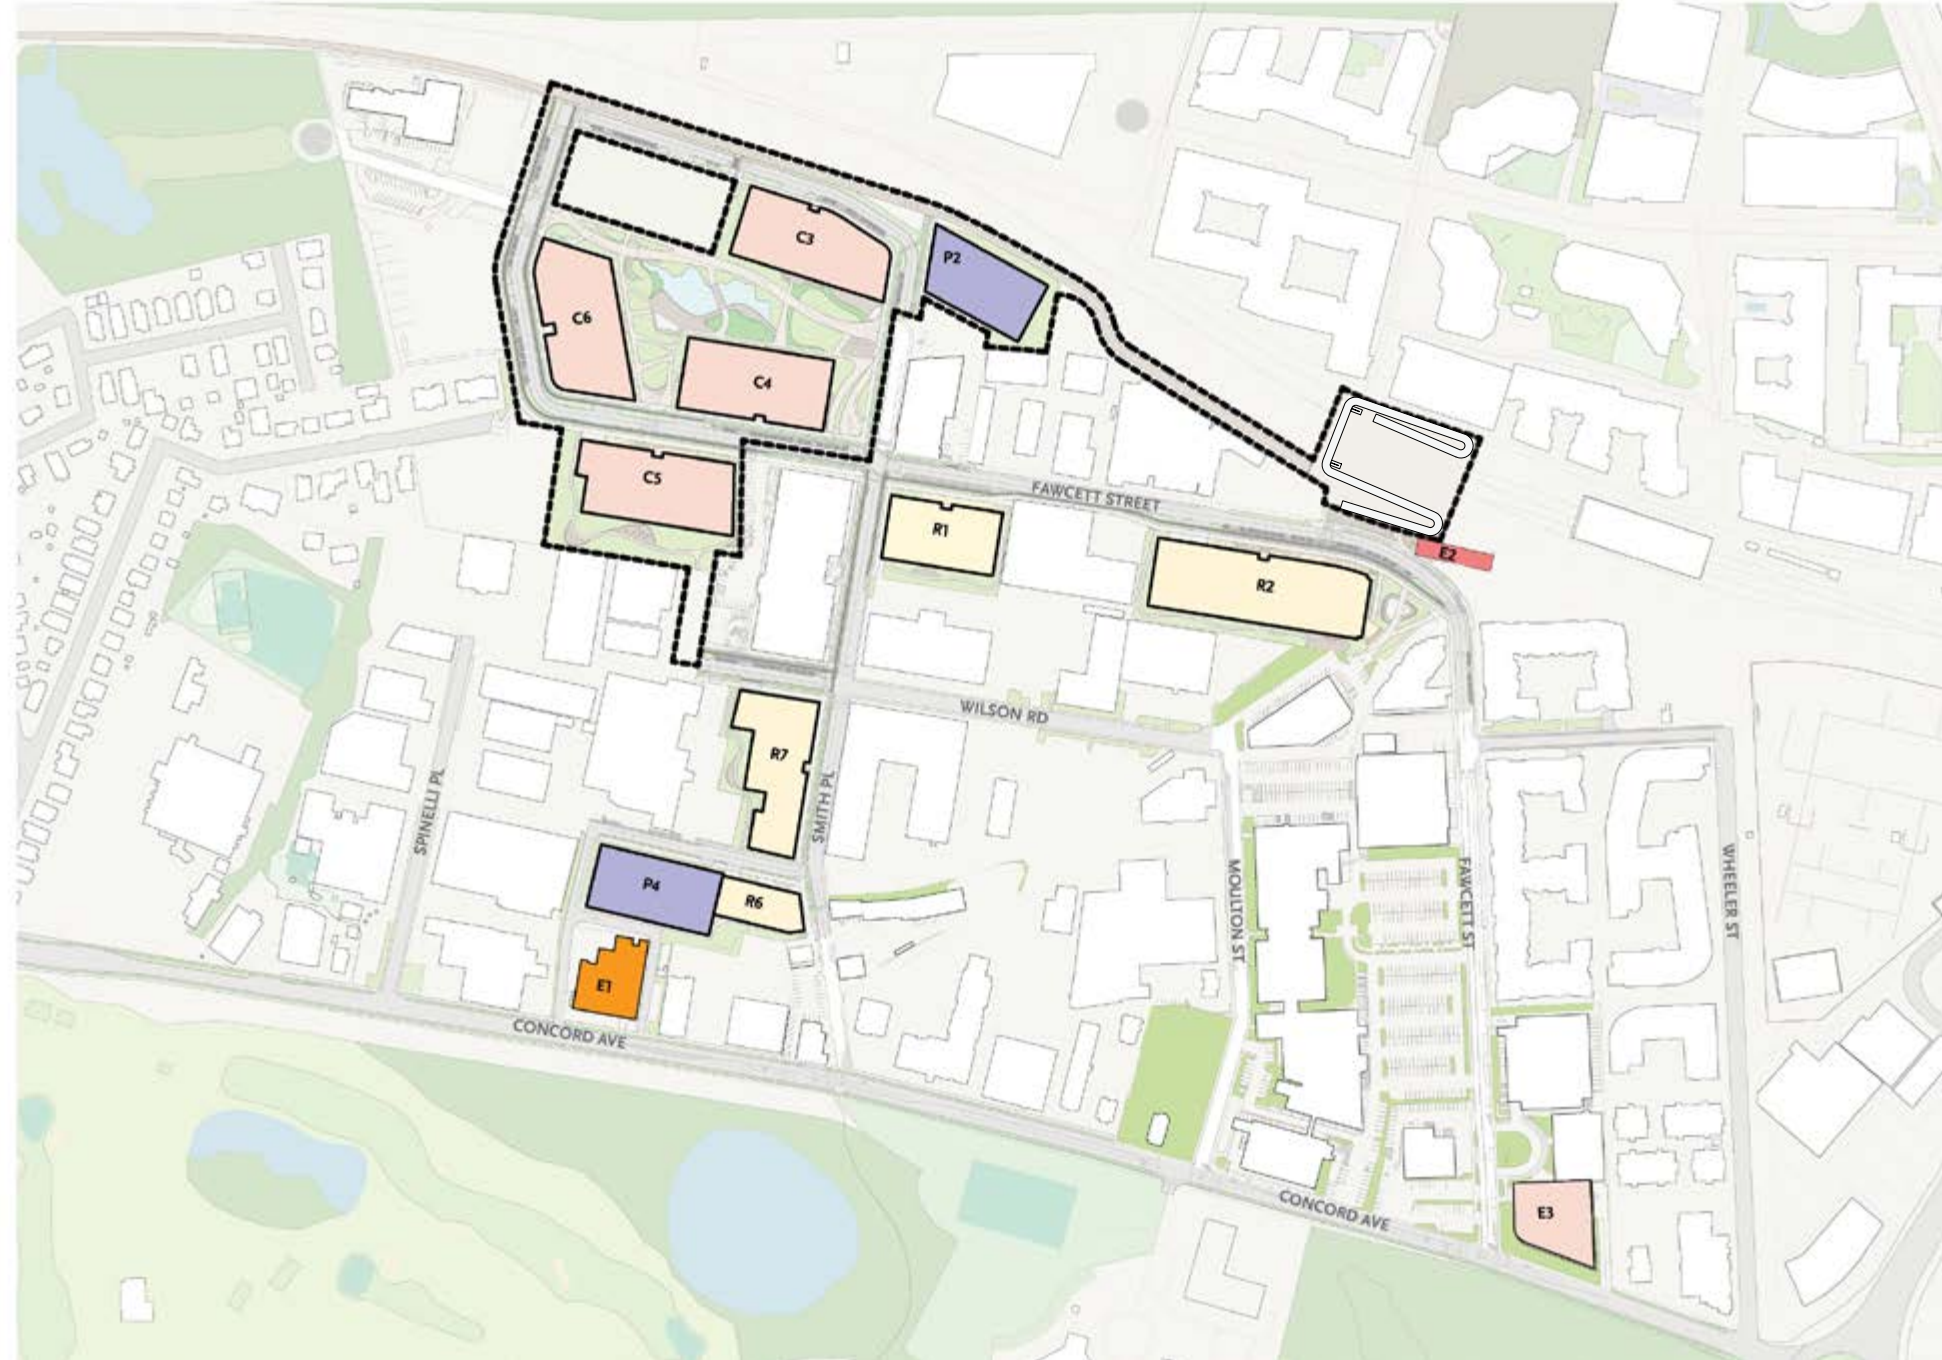 C3
P2
C6
C4
C5
FAWCETT STREET
R1
E2
R2
WILSON RD
R7
SPINELLI PL
SMITH PL
P4
R6
MOULTON ST
FAWCETT ST
WHEELER ST
E1
CONCORD AVE
CONCORD AVE
E3